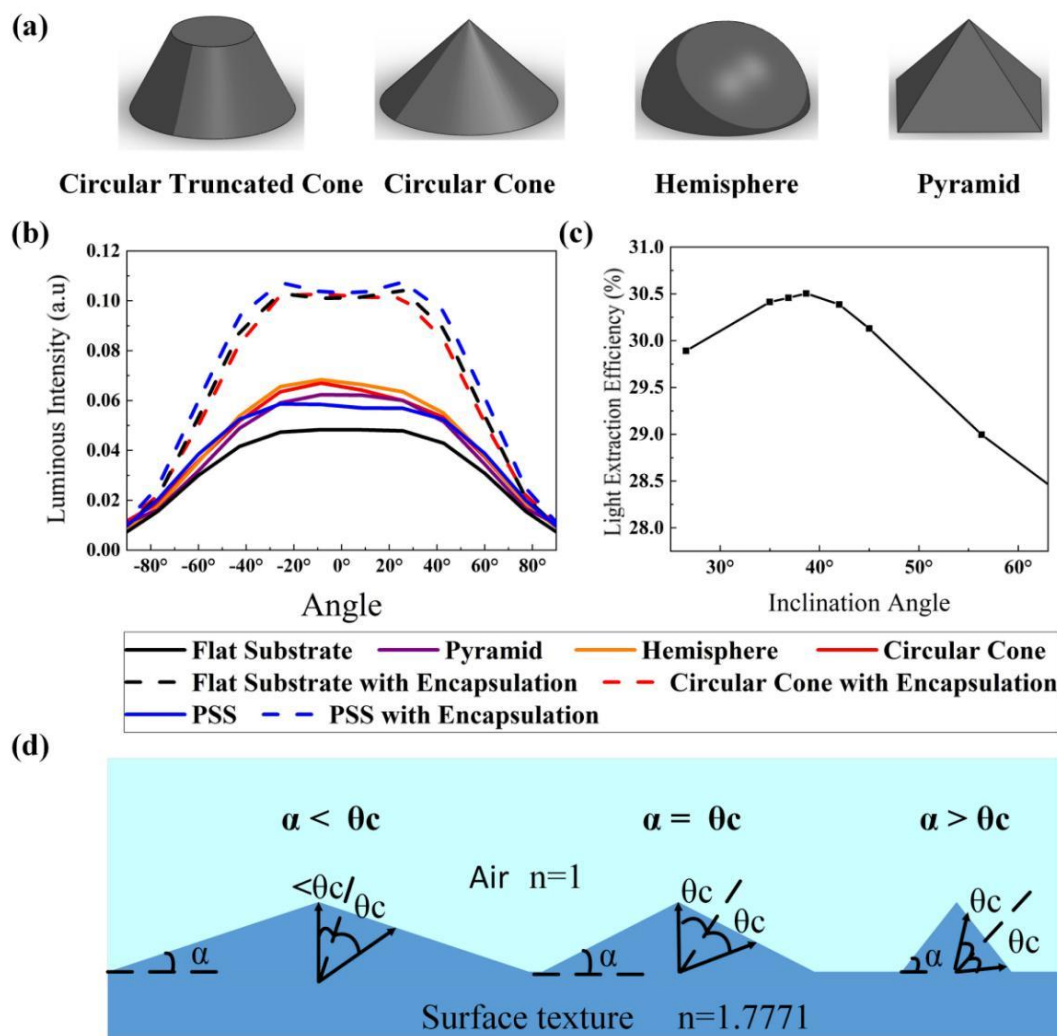 (a)
Circular Truncated Cone Circular Cone Hemisphere Pyramid
(b)
0.12
0.10
0.08
0.06
0.04
0.02
0.00
Luminous Intensity (a.u)
-80° -60° -40° -20° 0° 20° 40° 60° 80°
Angle
(c)
31.0
30.5
30.0
29.5
29.0
28.5
28.0
Light Extraction Efficiency (%)
30° 40° 50° 60°
Inclination Angle
Flat Substrate Pyramid Hemisphere Circular Cone
Flat Substrate with Encapsulation Circular Cone with Encapsulation
PSS PSS with Encapsulation
(d)
α < θc α = θc α > θc
Air n=1
<θc θc θc θc θc θc
α α α
Surface texture n=1.7771